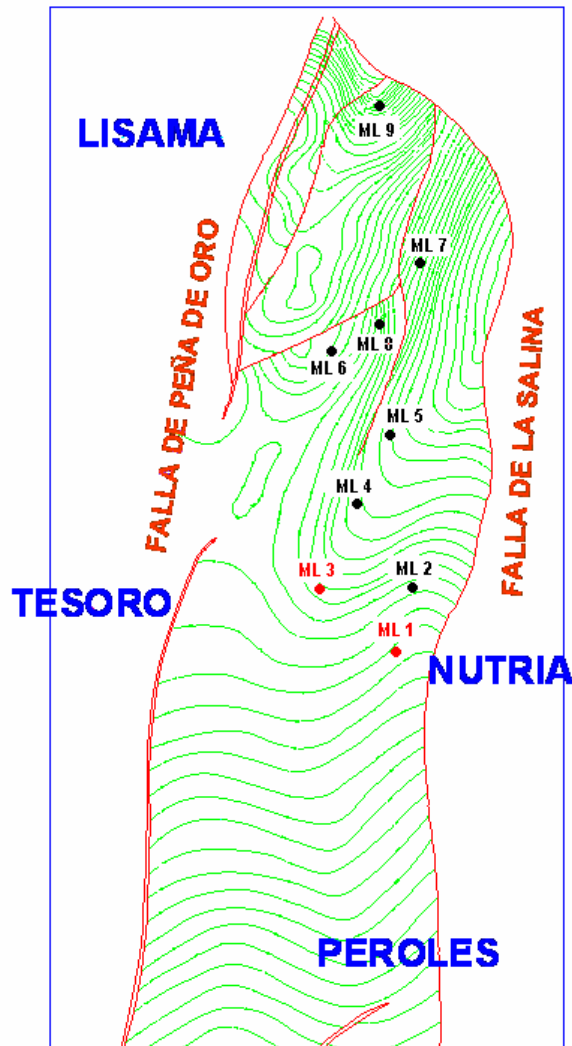 LISAMA
ML 9
FALLA DE PEÑA DE ORO
ML 7
ML 8
ML 6
FALLA DE LA SALINA
ML 5
ML 4
ML 3
ML 2
TESORO
ML 1
NUTRIA
PEROLES